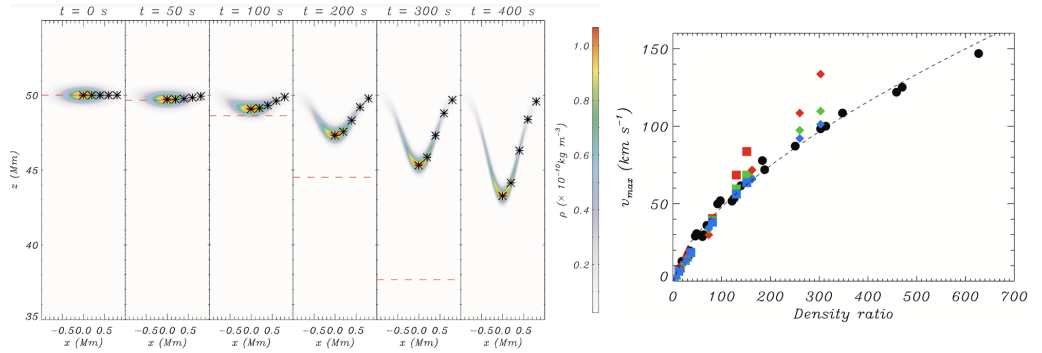 t = 0 s t = 50 s t = 100 s t = 200 s t = 300 s t = 400 s
50
45
40
35
z (Mm)
-0.50.0 0.5 -0.50.0 0.5 -0.50.0 0.5 -0.50.0 0.5 -0.50.0 0.5 -0.50.0 0.5
x (Mm) x (Mm) x (Mm) x (Mm) x (Mm) x (Mm)
1.0
0.8
0.6
0.4
0.2
ρ (× 10⁻¹⁰kg m⁻³)
150
100
50
0
v_max (km s⁻¹)
0 100 200 300 400 500 600 700
Density ratio